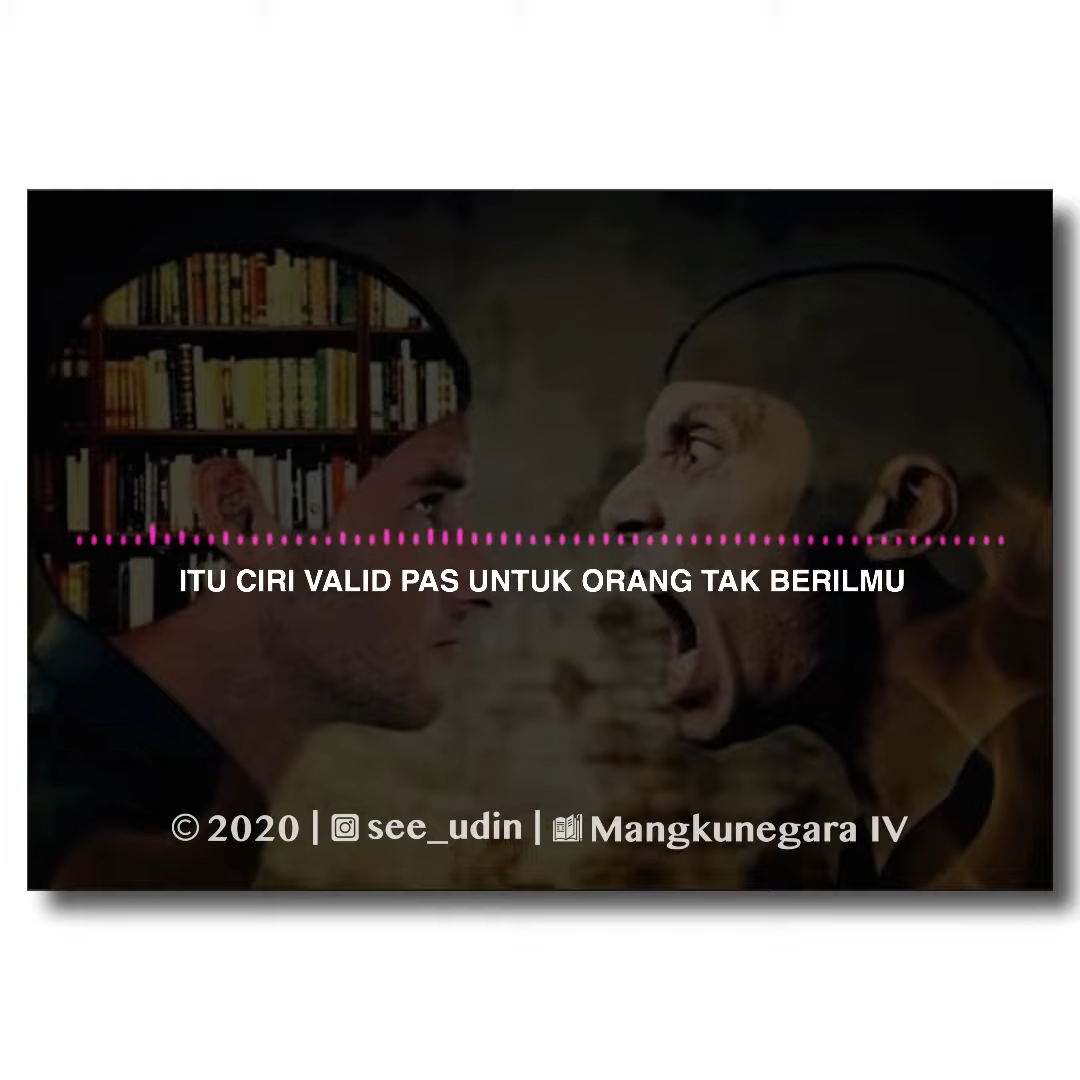 ITU CIRI VALID PAS UNTUK ORANG TAK BERILMU
© 2020 | see_udin | Mangkunegara IV